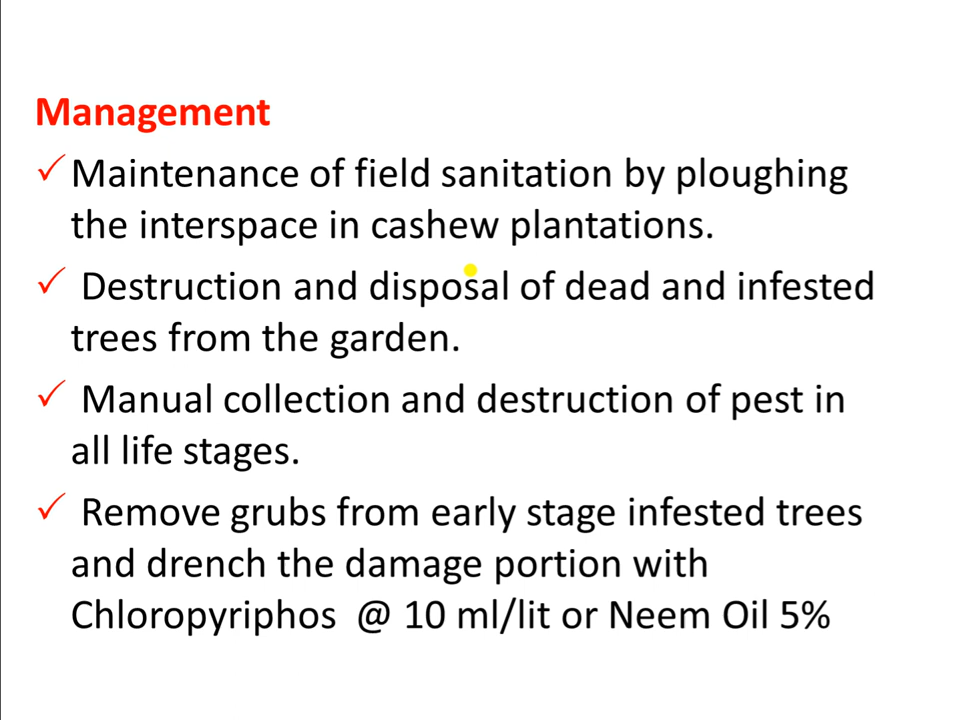 Management
✓ Maintenance of field sanitation by ploughing
the interspace in cashew plantations.
✓ Destruction and disposal of dead and infested
trees from the garden.
✓ Manual collection and destruction of pest in
all life stages.
✓ Remove grubs from early stage infested trees
and drench the damage portion with
Chloropyriphos @ 10 ml/lit or Neem Oil 5%